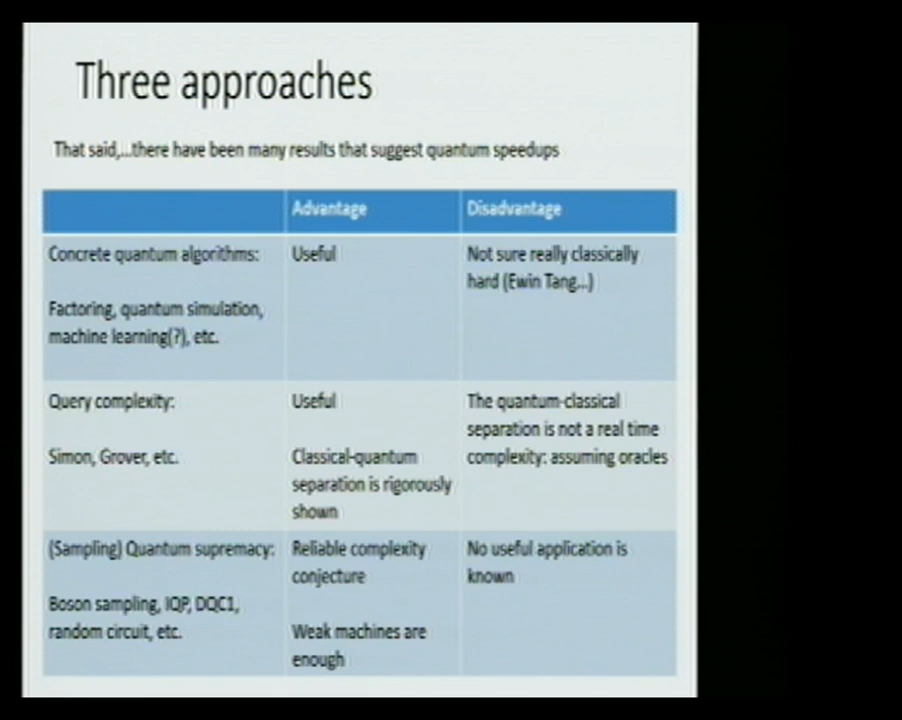 Three approaches
That said,...there have been many results that suggest quantum speedups
Advantage
Disadvantage
Concrete quantum algorithms:
Factoring, quantum simulation,
machine learning(?), etc.
Useful
Not sure really classically
hard (Ewin Tang...)
Query complexity:
Simon, Grover, etc.
Useful
Classical-quantum
separation is rigorously
shown
The quantum-classical
separation is not a real time
complexity: assuming oracles
(Sampling) Quantum supremacy:
Boson sampling, IQP, DQC1,
random circuit, etc.
Reliable complexity
conjecture
Weak machines are
enough
No useful application is
known